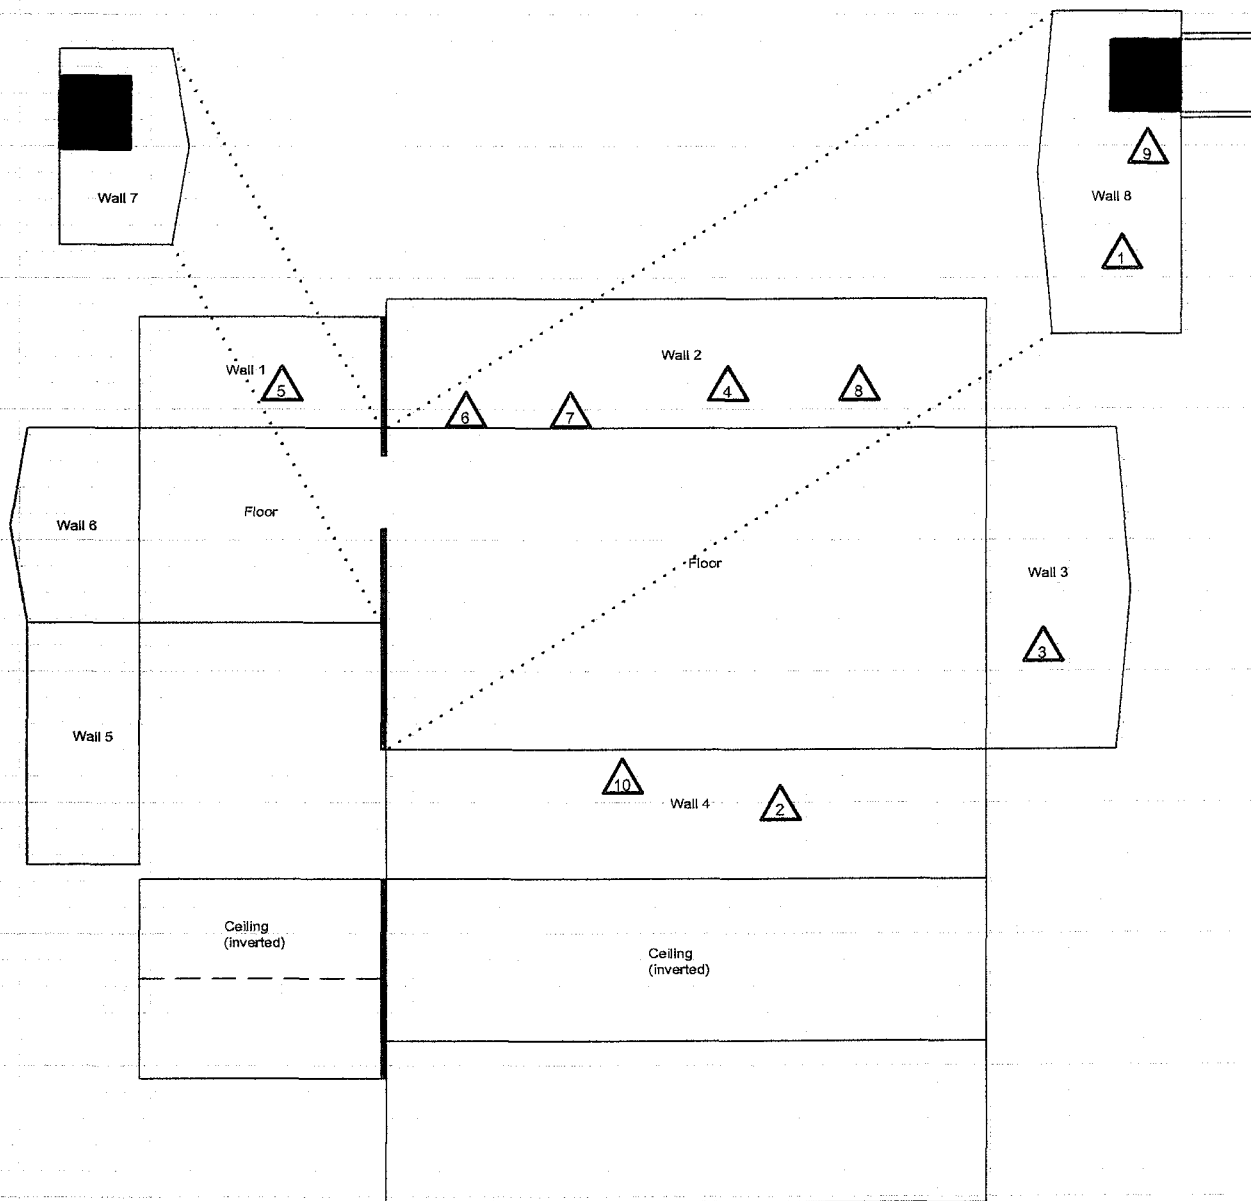 9
Wall 7
Wall 8
1
Wall 2
Wall 1
5
4
8
6
7
Floor
Wall 6
Floor
Wall 3
3
Wall 5
10
Wall 4
2
Ceiling
(inverted)
Ceiling
(inverted)